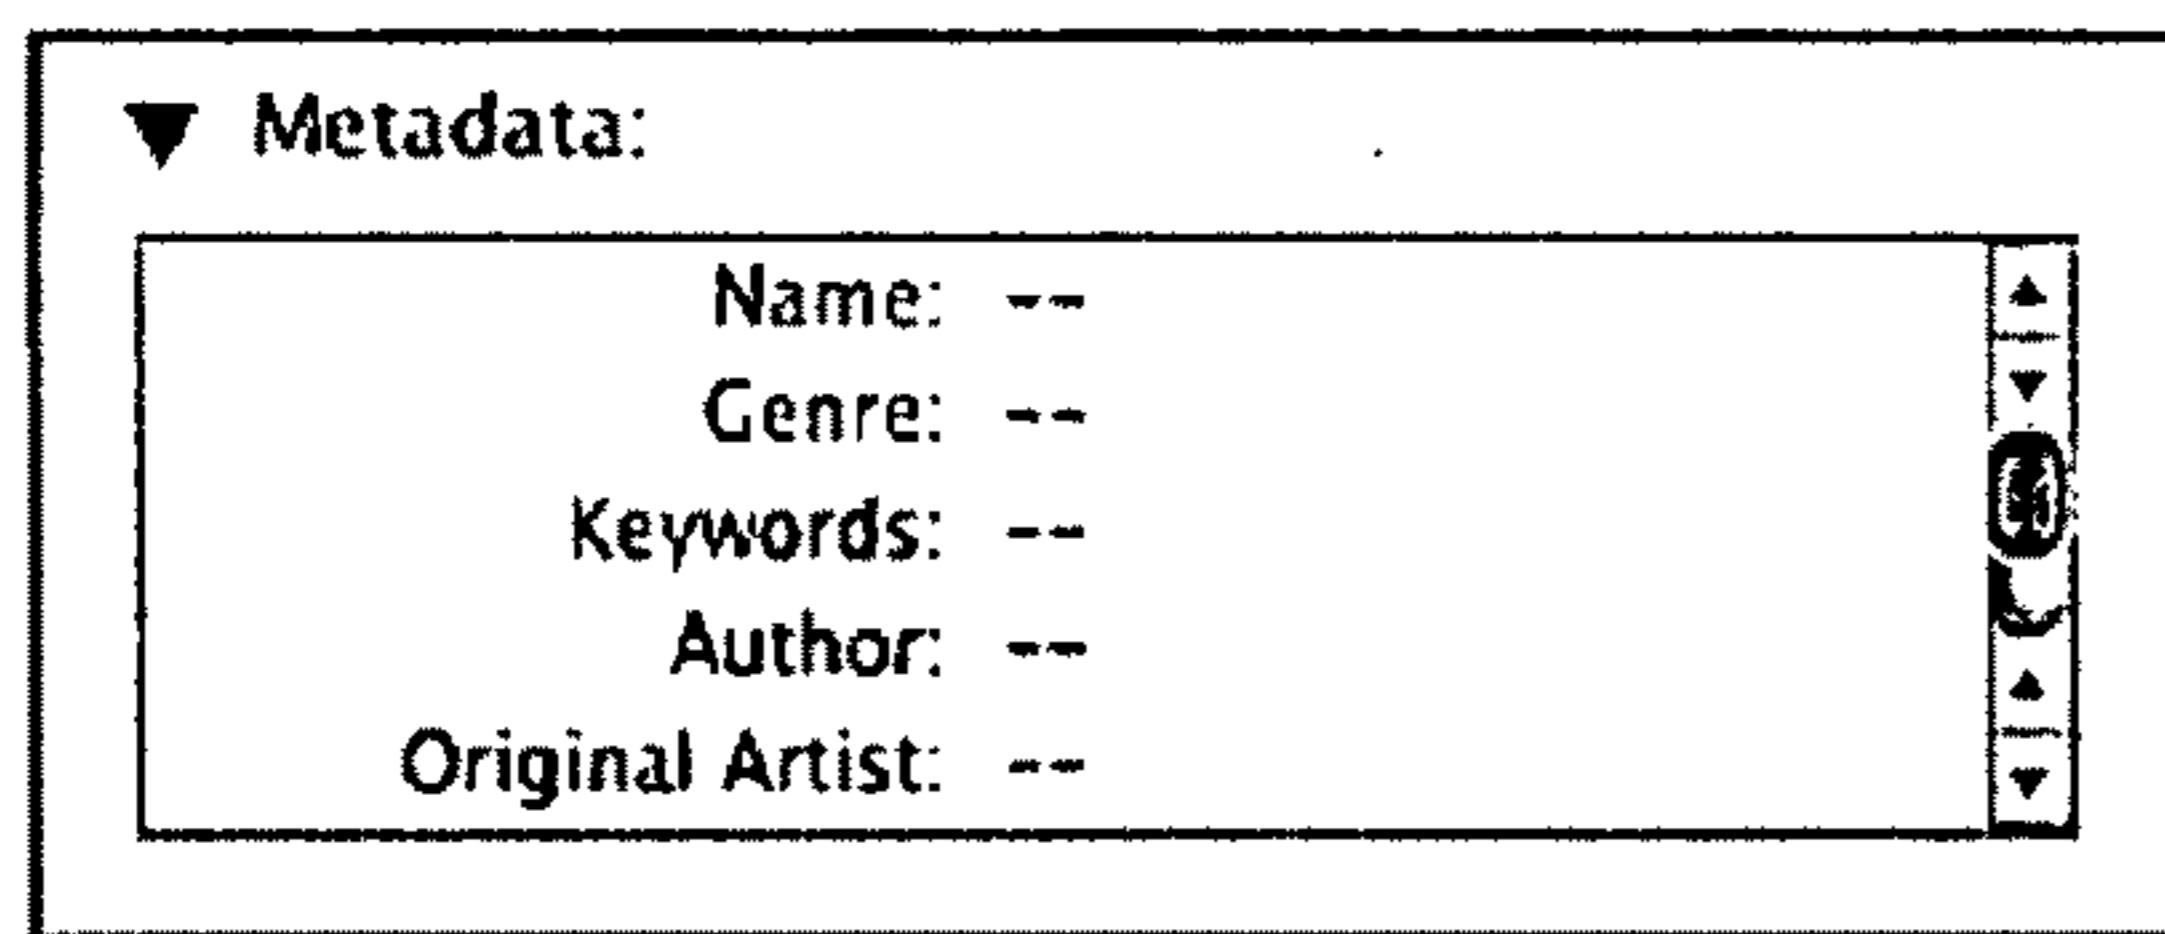 ▼ Metadata:
Name: --
Genre: --
Keywords: --
Author: --
Original Artist: --